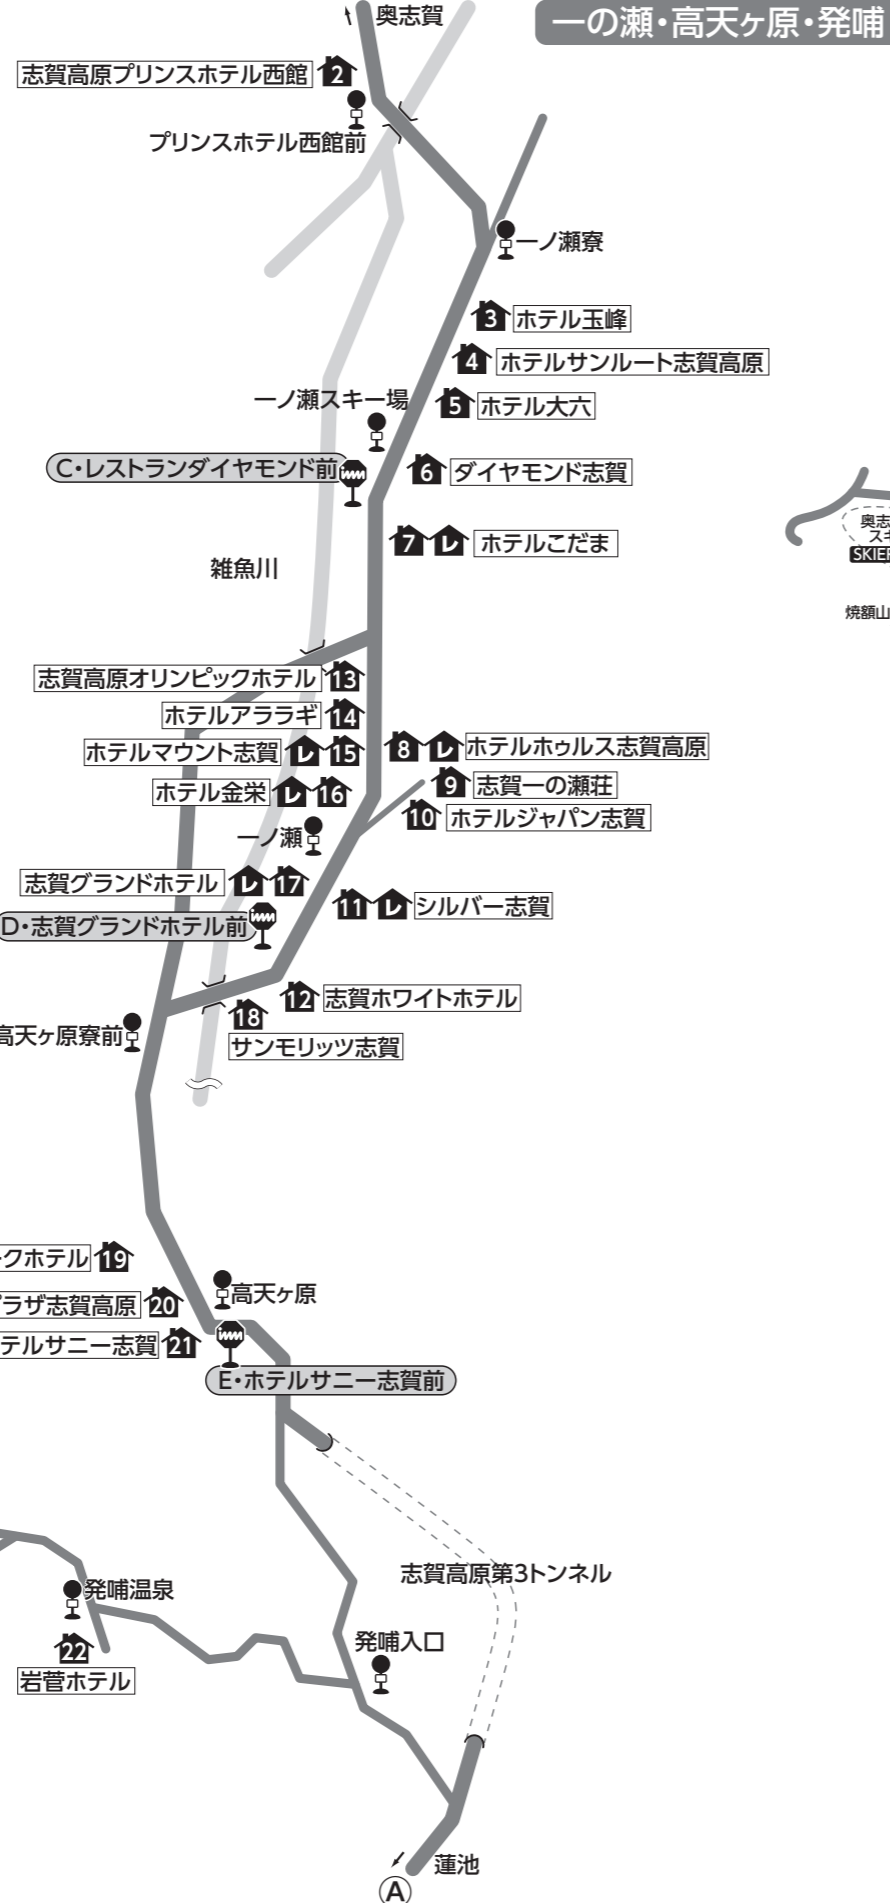 奥志賀
一の瀬・高天ヶ原・発哺
志賀高原プリンスホテル西館 2
プリンスホテル西館前
一ノ瀬寮
3 ホテル玉峰
4 ホテルサンルート志賀高原
一ノ瀬スキー場
5 ホテル大六
C・レストランダイヤモンド前
6 ダイヤモンド志賀
奥志
スキ
SKIER
7 レ ホテルこだま
雑魚川
焼額山
志賀高原オリンピックホテル 13
ホテルアララギ 14
ホテルマウント志賀 レ 15
8 レ ホテルホゥルス志賀高原
ホテル金栄 レ 16
9 志賀一の瀬荘
10 ホテルジャパン志賀
一ノ瀬
志賀グランドホテル レ 17
11 レ シルバー志賀
D・志賀グランドホテル前
12 志賀ホワイトホテル
18
サンモリッツ志賀
高天ヶ原寮前
クホテル 19
高天ヶ原
プラザ志賀高原 20
テルサニー志賀 21
E・ホテルサニー志賀前
志賀高原第3トンネル
発哺温泉
22
岩菅ホテル
発哺入口
蓮池
A